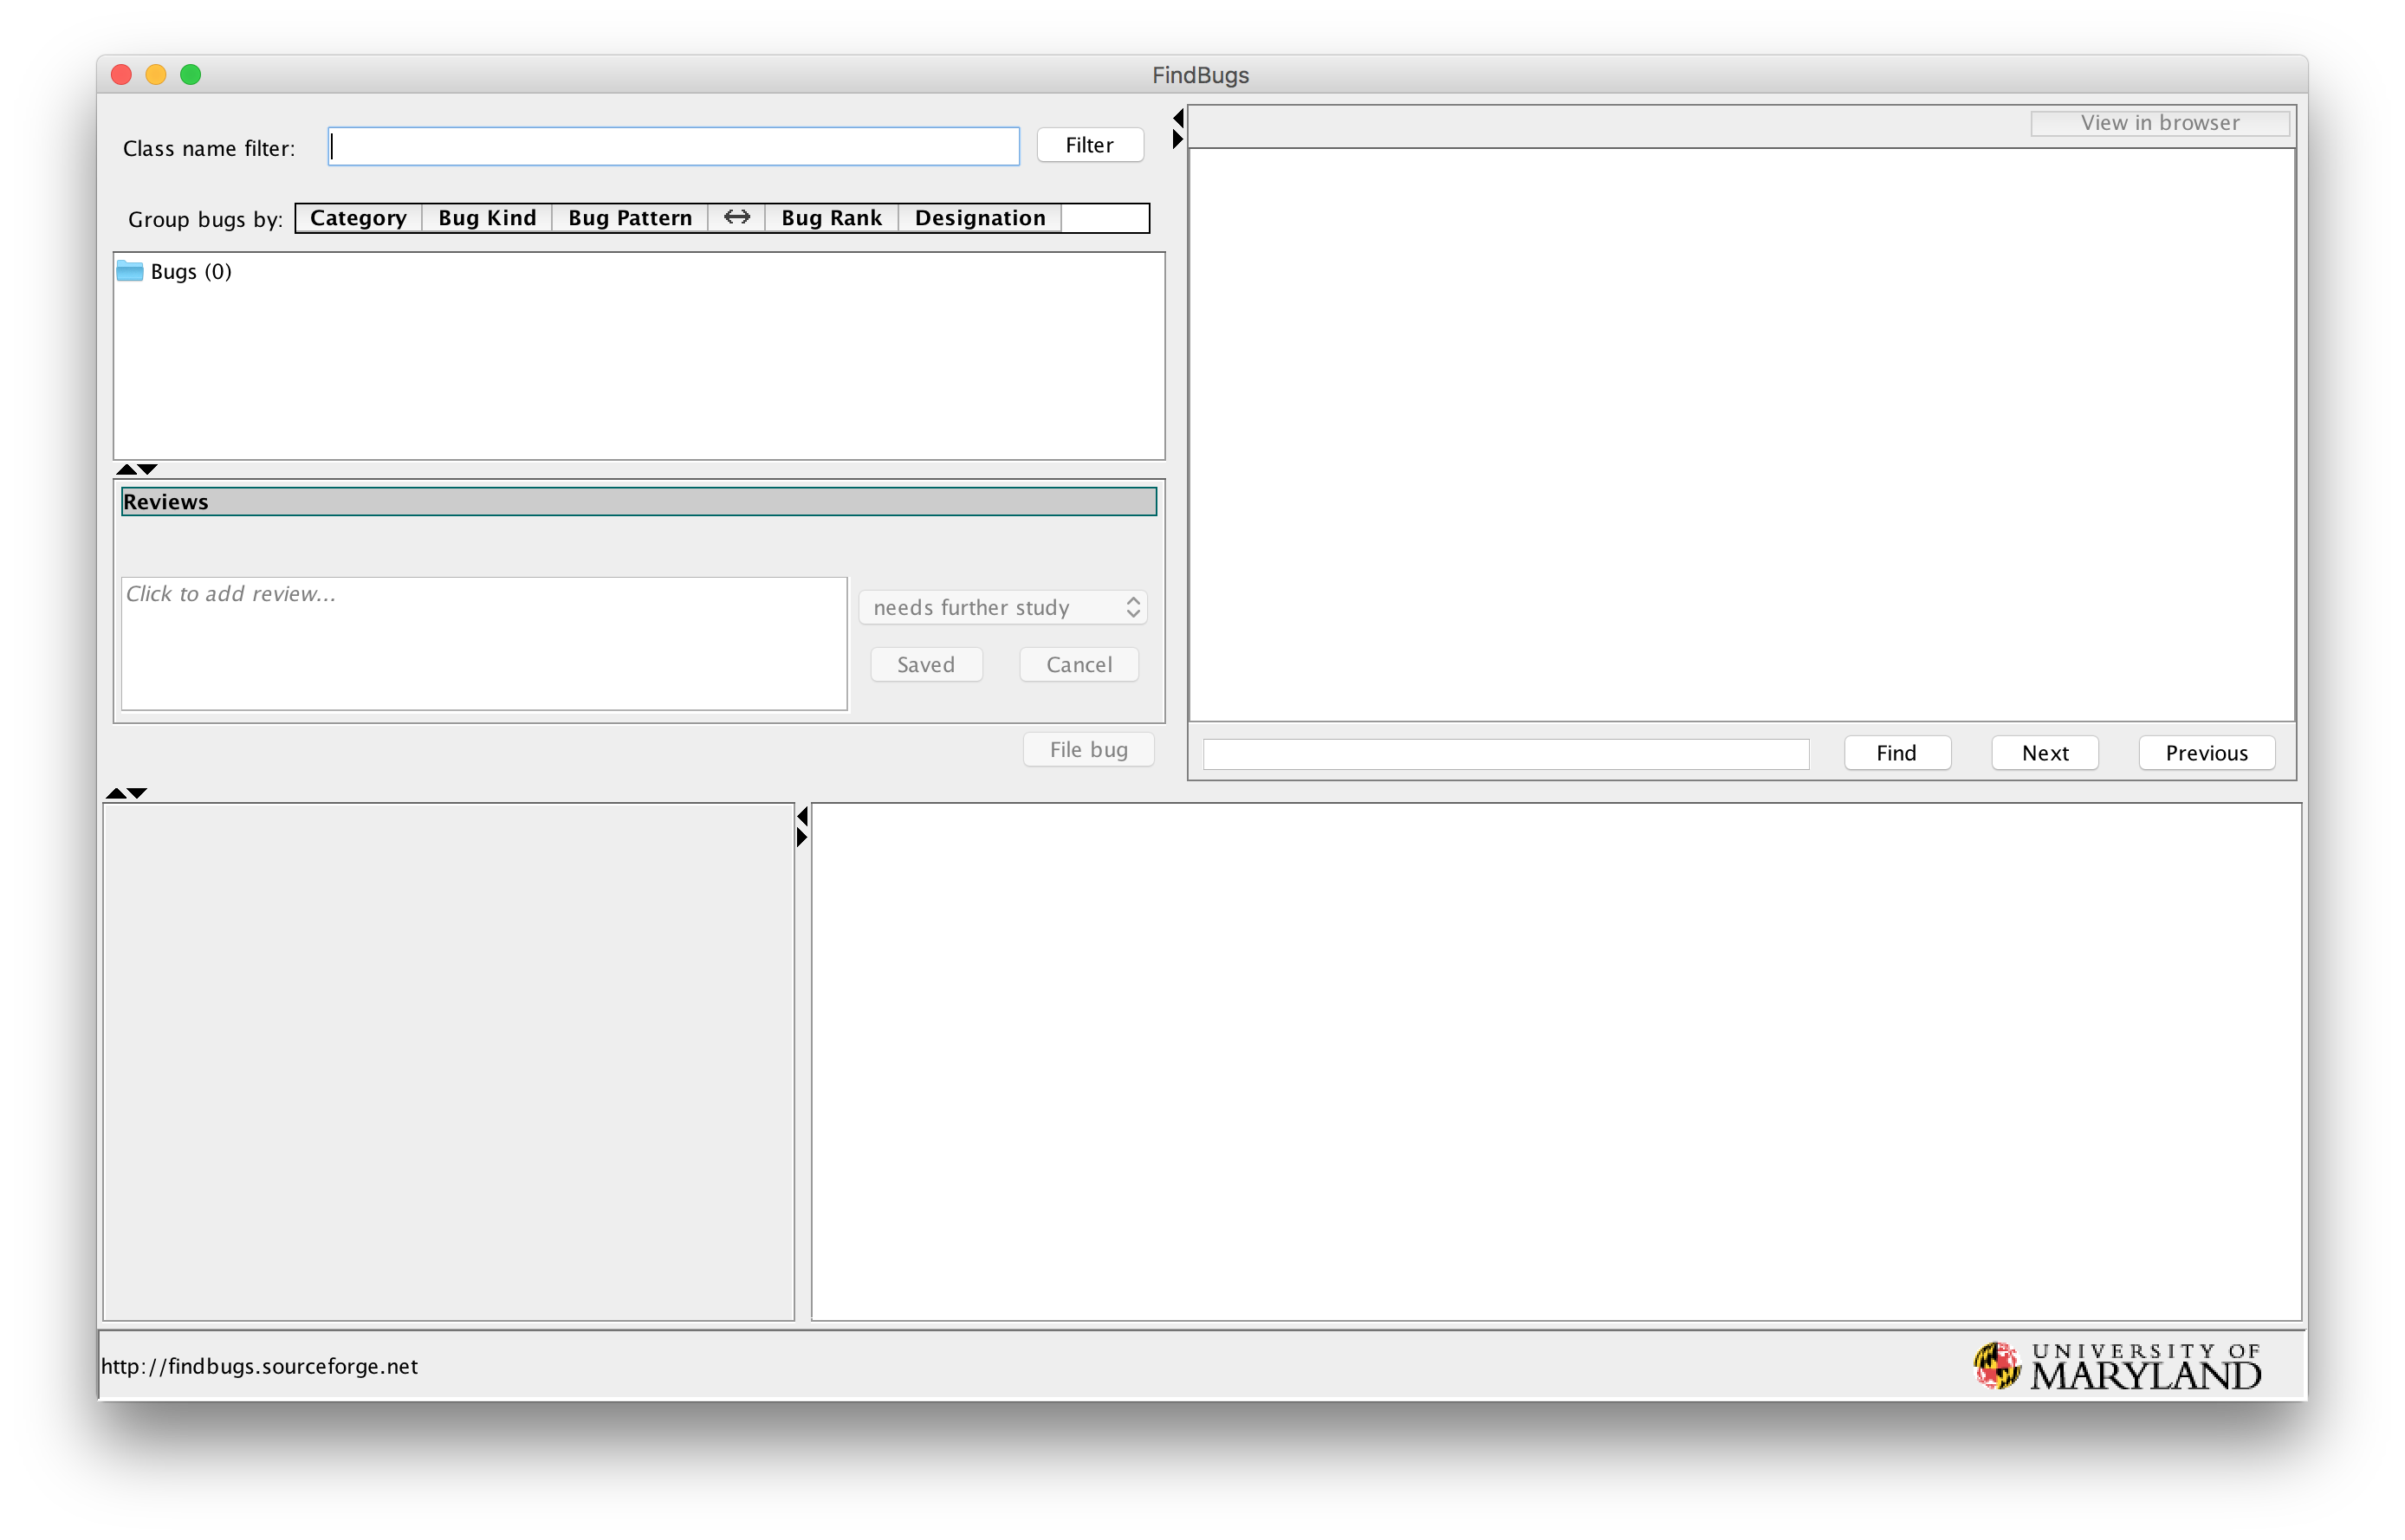 FindBugs
Class name filter:
Filter
Group bugs by:
Category
Bug Kind
Bug Pattern
Bug Rank
Designation
Bugs (0)
Reviews
Click to add review...
needs further study
Saved
Cancel
File bug
View in browser
Find
Next
Previous
http://findbugs.sourceforge.net
UNIVERSITY OF
MARYLAND